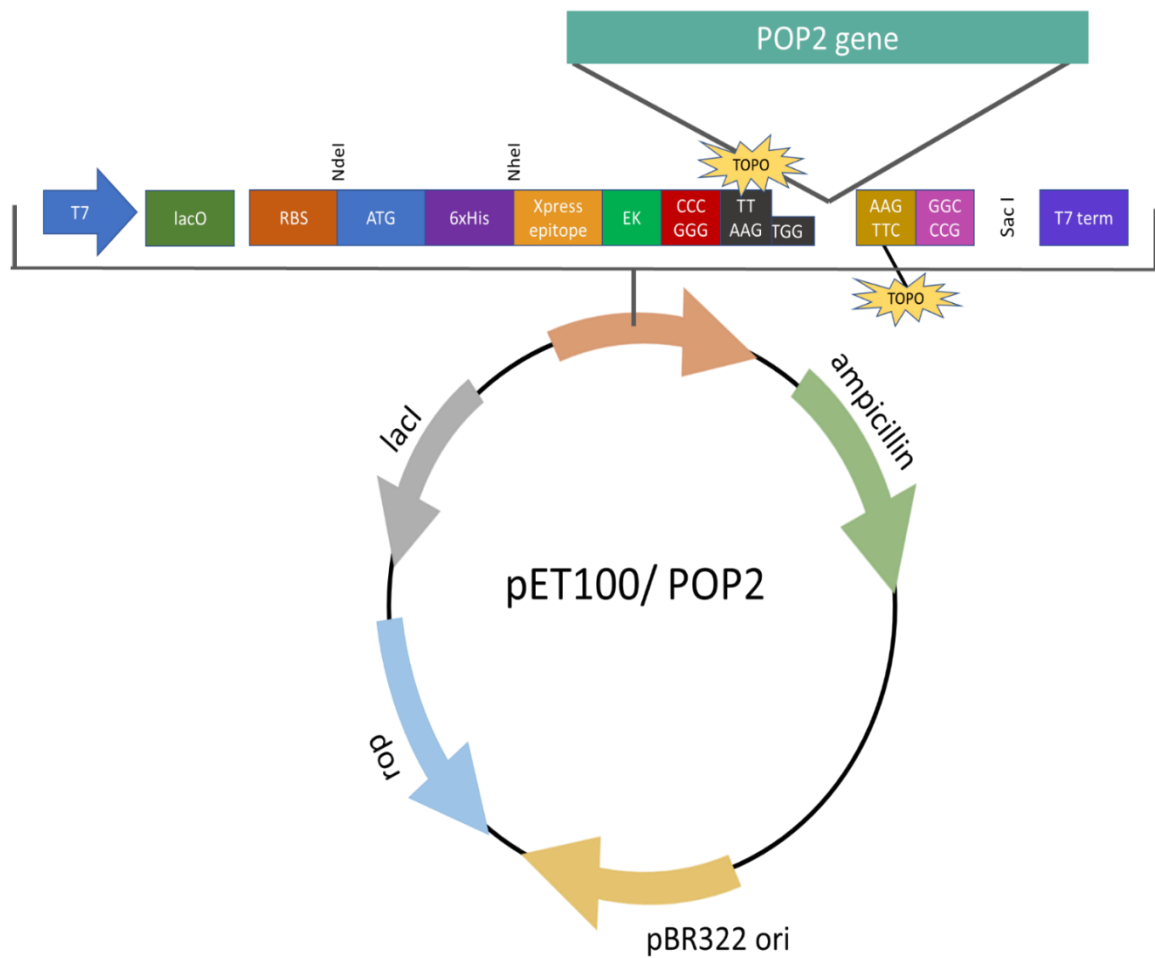 POP2 gene
TOPO
NdeI
NheI
T7
lacO
RBS
ATG
6xHis
Xpress
epitope
EK
CCC
GGG
TT
AAG
TGG
AAG
TTC
GGC
CCG
Sac I
T7 term
TOPO
lacI
ampicillin
pET100/ POP2
rop
pBR322 ori